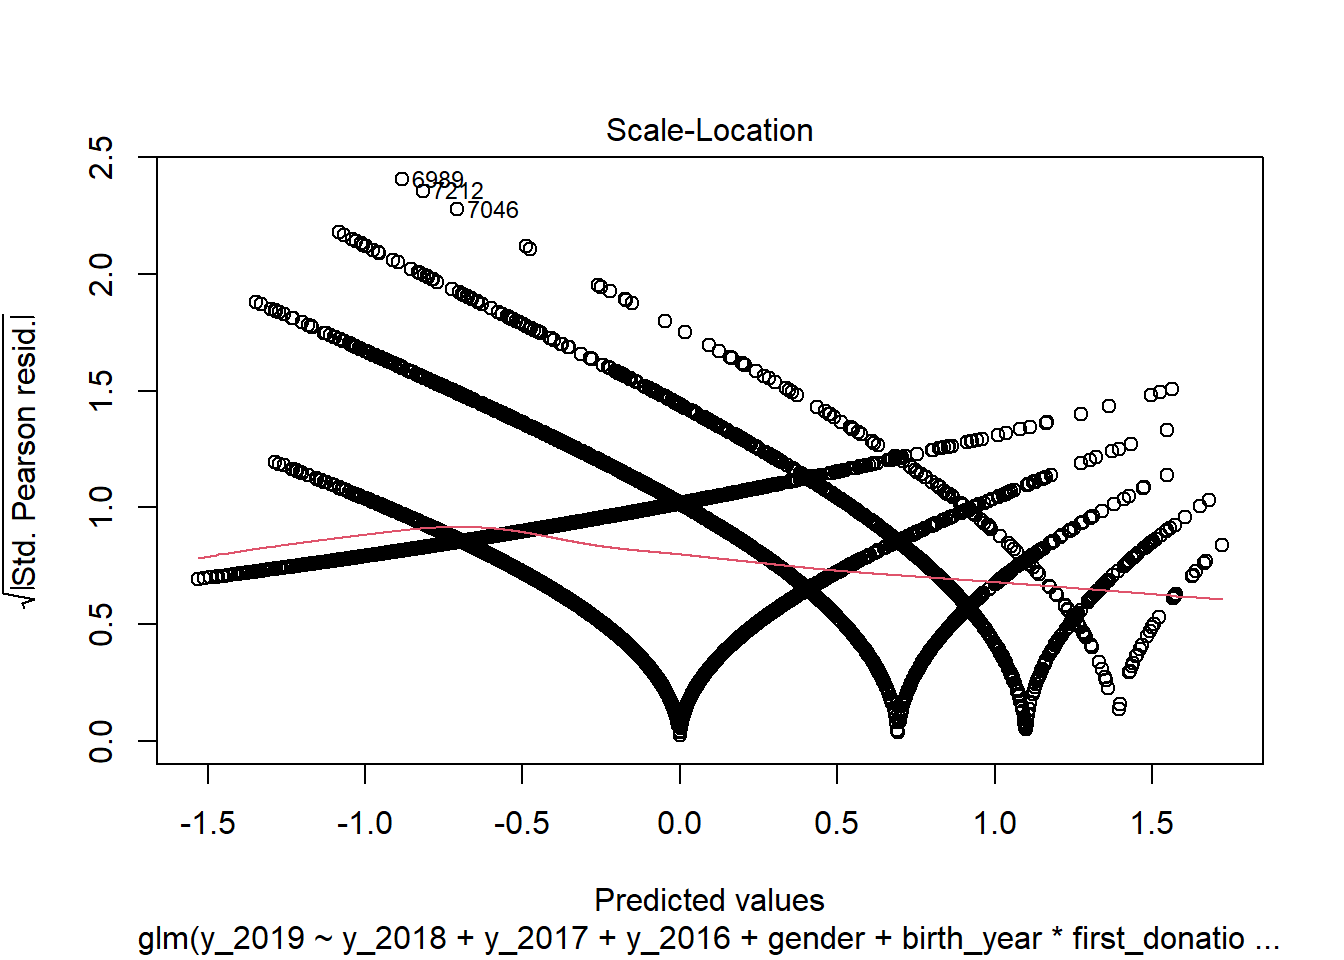 Scale-Location
√|Std. Pearson resid.|
2.5
2.0
1.5
1.0
0.5
0.0
6989
7212
7046
-1.5 -1.0 -0.5 0.0 0.5 1.0 1.5
Predicted values
glm(y_2019 ~ y_2018 + y_2017 + y_2016 + gender + birth_year * first_donatio ...